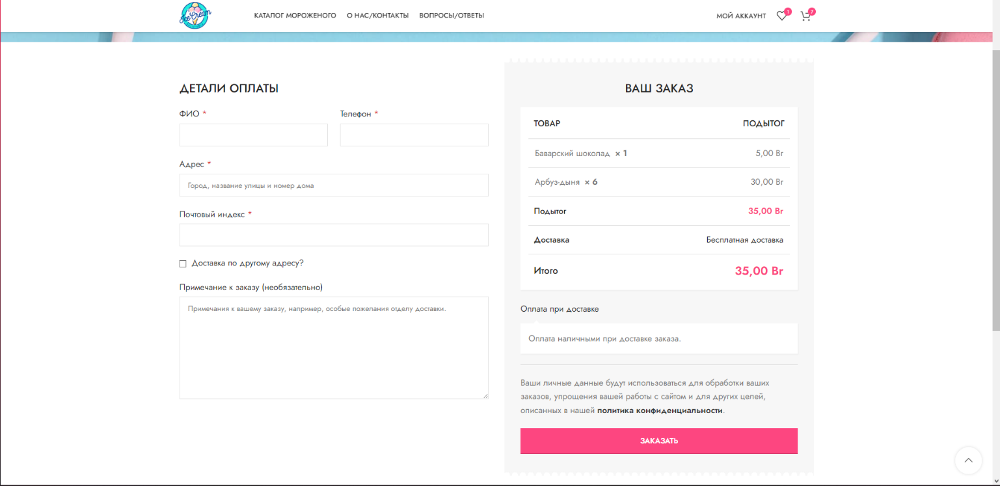 Ice Cream
КАТАЛОГ МОРОЖЕНОГО
О НАС/КОНТАКТЫ
ВОПРОСЫ/ОТВЕТЫ
МОЙ АККАУНТ
1
7
ДЕТАЛИ ОПЛАТЫ
ФИО *
Телефон *
Адрес *
Город, название улицы и номер дома
Почтовый индекс *
Доставка по другому адресу?
Примечание к заказу (необязательно)
Примечания к вашему заказу, например, особые пожелания отделу доставки.
ВАШ ЗАКАЗ
ТОВАР ПОДЫТОГ
Баварский шоколад × 1 5,00 Br
Арбуз-дыня × 6 30,00 Br
Подытог 35,00 Br
Доставка Бесплатная доставка
Итого 35,00 Br
Оплата при доставке
Оплата наличными при доставке заказа.
Ваши личные данные будут использоваться для обработки ваших
заказов, упрощения вашей работы с сайтом и для других целей,
описанных в нашей политика конфиденциальности.
ЗАКАЗАТЬ